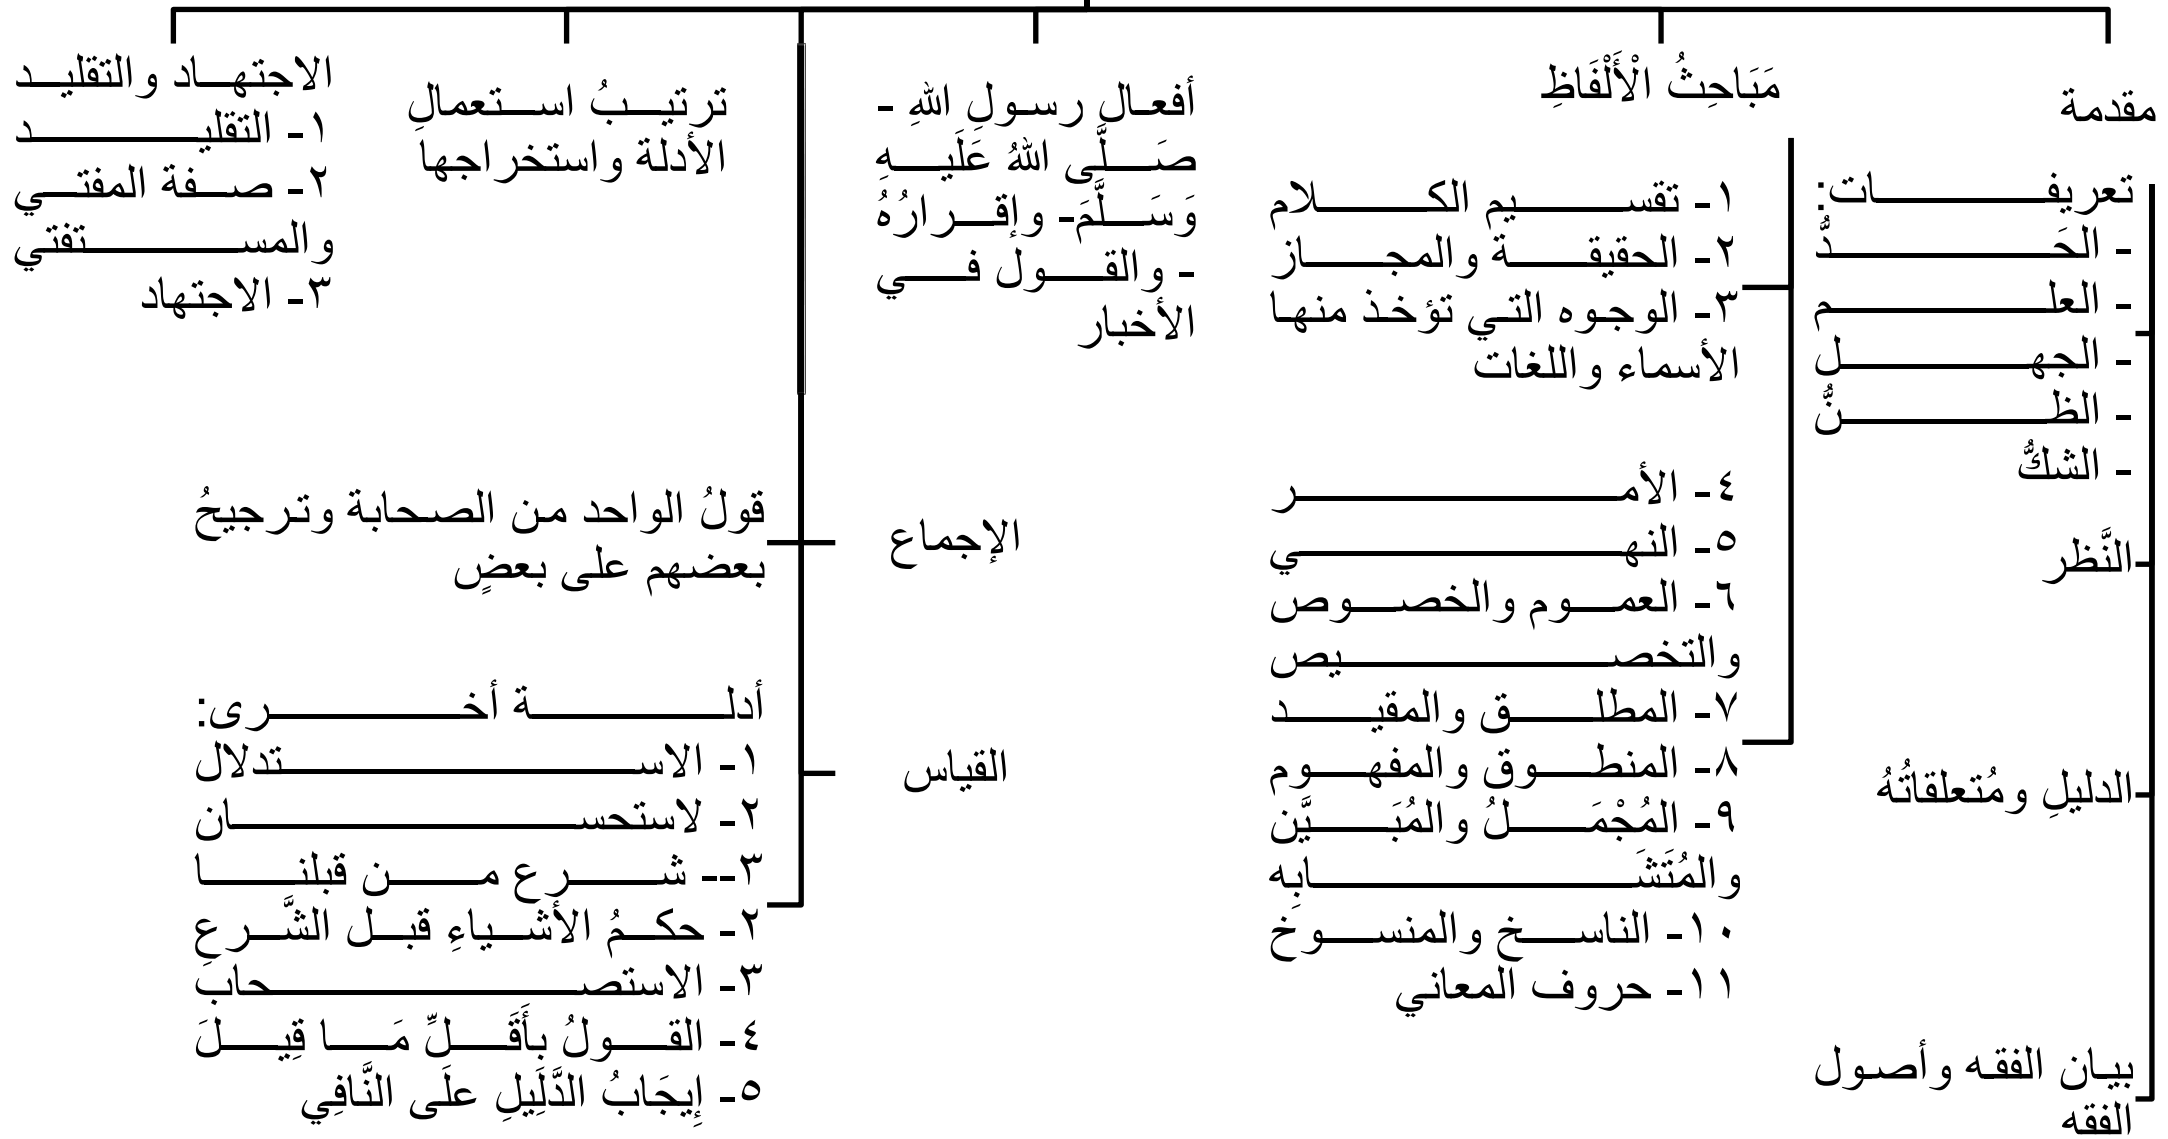 مقدمة
تعريفات:
- الحَدُّ
- العلم
- الجهل
- الظنُّ
- الشكُّ
النَّظر
الدليلِ ومُتعلقاتُهُ
بيان الفقه وأصول
الفقه
مَبَاحِثُ الْأَلْفَاظِ
١- تقسيم الكلام
٢- الحقيقة والمجاز
٣- الوجوه التي تؤخذ منها
الأسماء واللغات
٤- الأمر
٥- النهي
٦- العموم والخصوص
والتخصيص
٧- المطلق والمقيد
٨- المنطوق والمفهوم
٩- المُجْمَلُ والمُبَيَّن
والمُتَشَابِه
١٠- الناسخ والمنسوخ
١١- حروف المعاني
أفعال رسولِ اللهِ -
صَلَّى اللهُ عَلَيهِ
وَسَلَّمَ- وإقرارُهُ
- والقول في
الأخبار
الإجماع
القياس
ترتيبُ استعمالِ
الأدلة واستخراجها
قولُ الواحد من الصحابة وترجيحُ
بعضهم على بعضٍ
أدلة أخرى:
١- الاستدلال
٢- لاستحسان
٣-- شرع من قبلنا
٢- حكمُ الأشياءِ قبل الشَّرعِ
٣- الاستصحاب
٤- القولُ بأَقَلِّ مَا قِيلَ
٥- إِيجَابُ الدَّلِيلِ علَى النَّافِي
الاجتهاد والتقليد
١- التقليد
٢- صفة المفتي
والمستفتي
٣- الاجتهاد